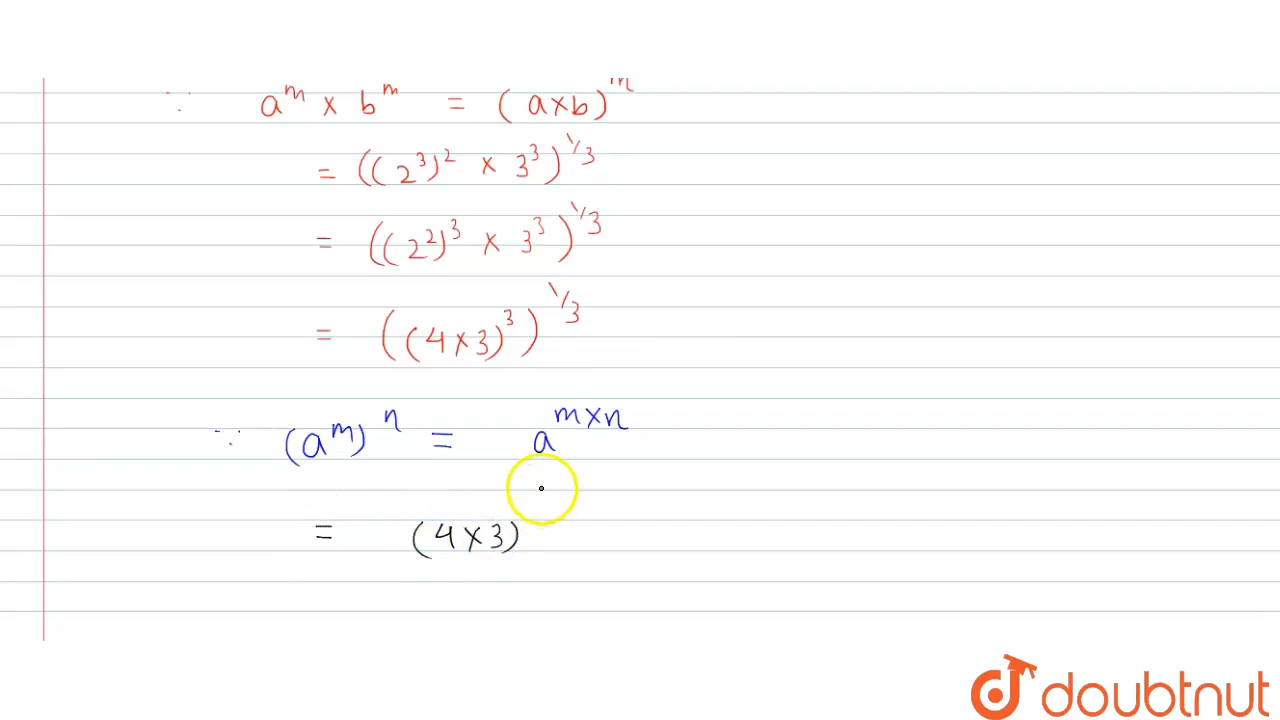 ∵ a^m × b^m = (a×b)^m
= ((2^3)^2 × 3^3)^1/3
= ((2^2)^3 × 3^3)^1/3
= ((4×3)^3)^1/3
∵ (a^m)^n = a^m×n
= (4×3)
doubtnut